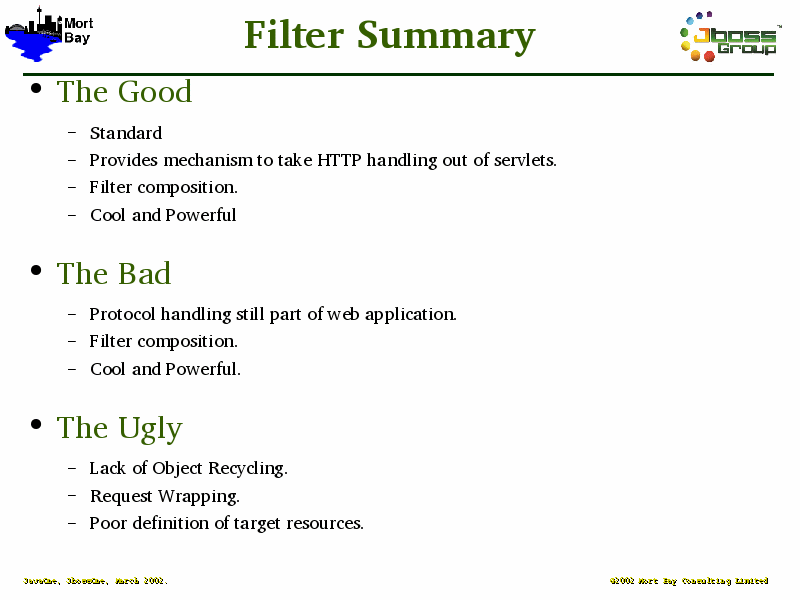 Mort
Bay
Filter Summary
Jboss
Group
™
• The Good
– Standard
– Provides mechanism to take HTTP handling out of servlets.
– Filter composition.
– Cool and Powerful
• The Bad
– Protocol handling still part of web application.
– Filter composition.
– Cool and Powerful.
• The Ugly
– Lack of Object Recycling.
– Request Wrapping.
– Poor definition of target resources.
JavaOne, JbossOne, March 2002.
©2002 Mort Bay Consulting Limited